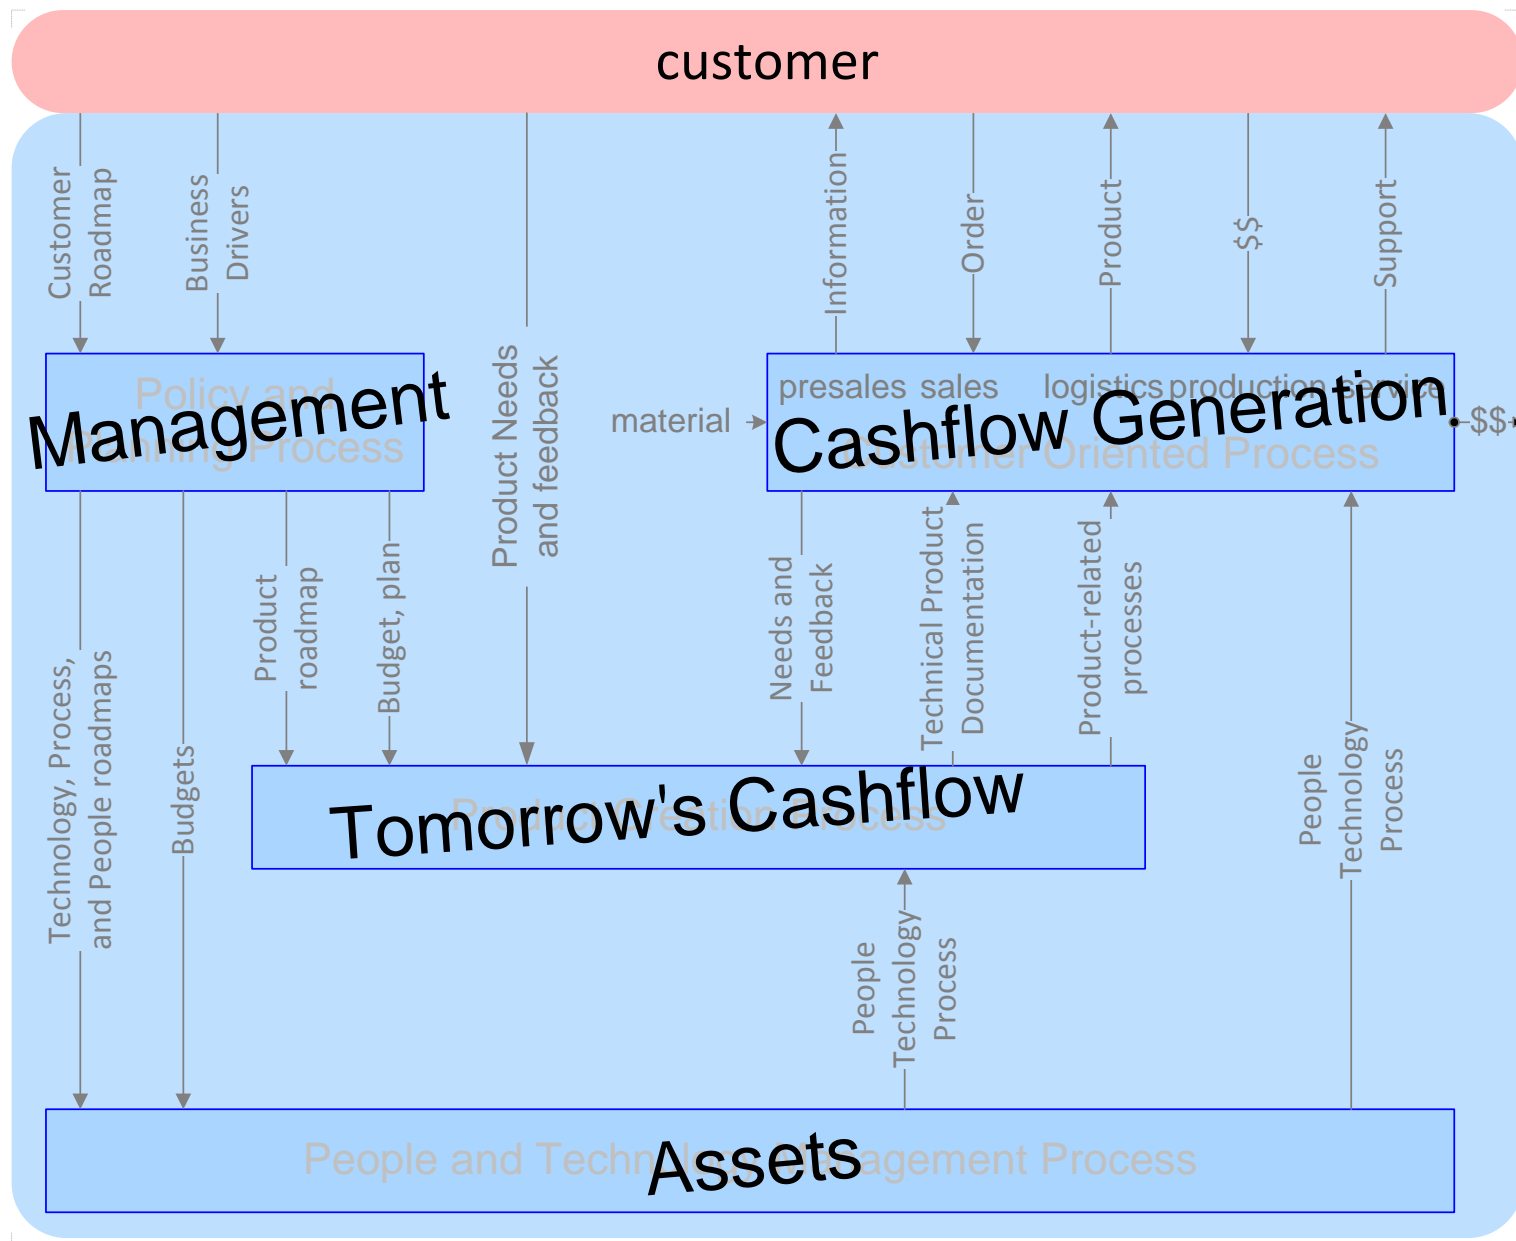 customer
Customer
Roadmap
Business
Drivers
Product Needs
and feedback
Information
Order
Product
$$
Support
Policy and
Planning Process
Management
material
presales sales logistics production service
Customer Oriented Process
Cashflow Generation
$$
Technology, Process,
and People roadmaps
Budgets
Product
roadmap
Budget, plan
Needs and
Feedback
Technical Product
Documentation
Product-related
processes
People
Technology
Process
Product Creation Process
Tomorrow's Cashflow
People
Technology
Process
People and Technology Management Process
Assets